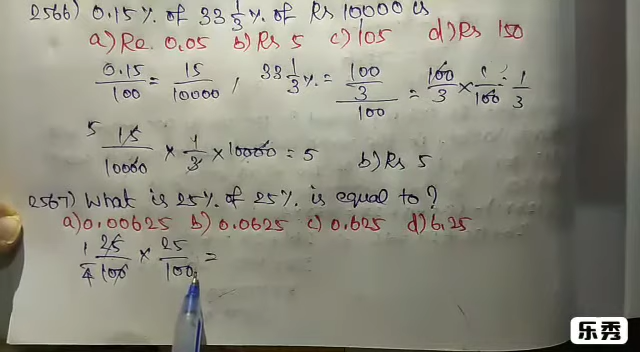 2566) 0.15% of 33 1/3 % of Rs 10000 is
a) Re. 0.05 b) Rs 5 c) 105 d) Rs 150
0.15/100 = 15/10000 , 33 1/3 % = 100/3/100 = 100/3 × 1/100 = 1/3
5 15/10000 × 1/3 × 10000 = 5 b) Rs 5
2567) What is 25% of 25% is equal to?
a) 0.00625 b) 0.0625 c) 0.625 d) 6.25
1 25/4 100 × 25/100 =
乐秀